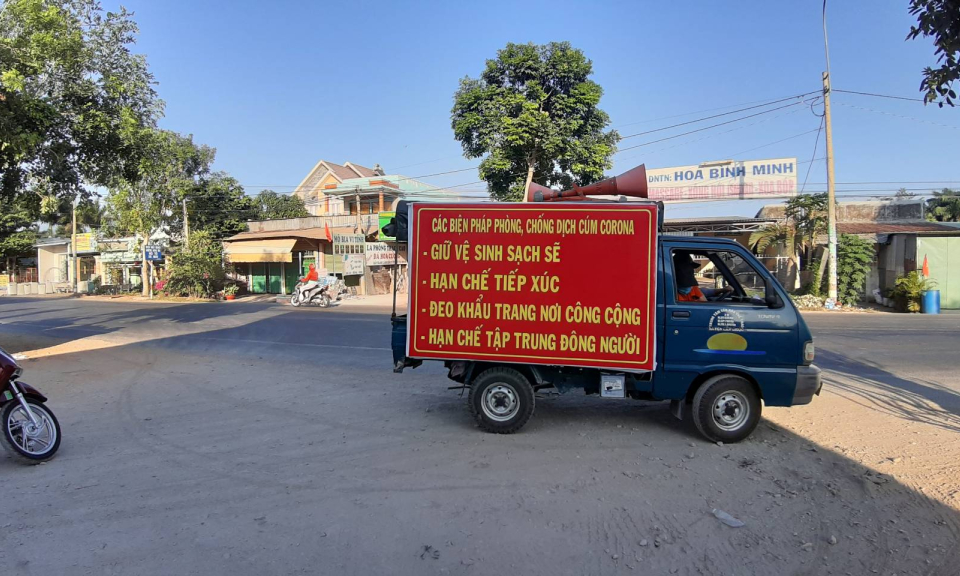 ĐNTN: HOA BÌNH MINH
CÁC BIỆN PHÁP PHÒNG, CHỐNG DỊCH CÚM CORONA
- GIỮ VỆ SINH SẠCH SẼ
- HẠN CHẾ TIẾP XÚC
- ĐEO KHẨU TRANG NƠI CÔNG CỘNG
- HẠN CHẾ TẬP TRUNG ĐÔNG NGƯỜI